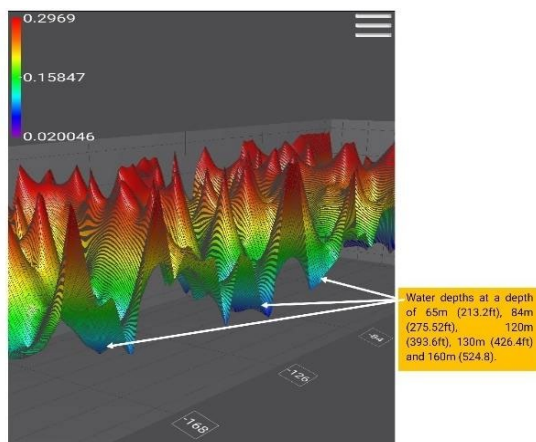 0.2969
0.15847
0.020046
Water depths at a depth
of 65m (213.2ft), 84m
(275.52ft), 120m
(393.6ft), 130m (426.4ft)
and 160m (524.8).
-84
-126
-168